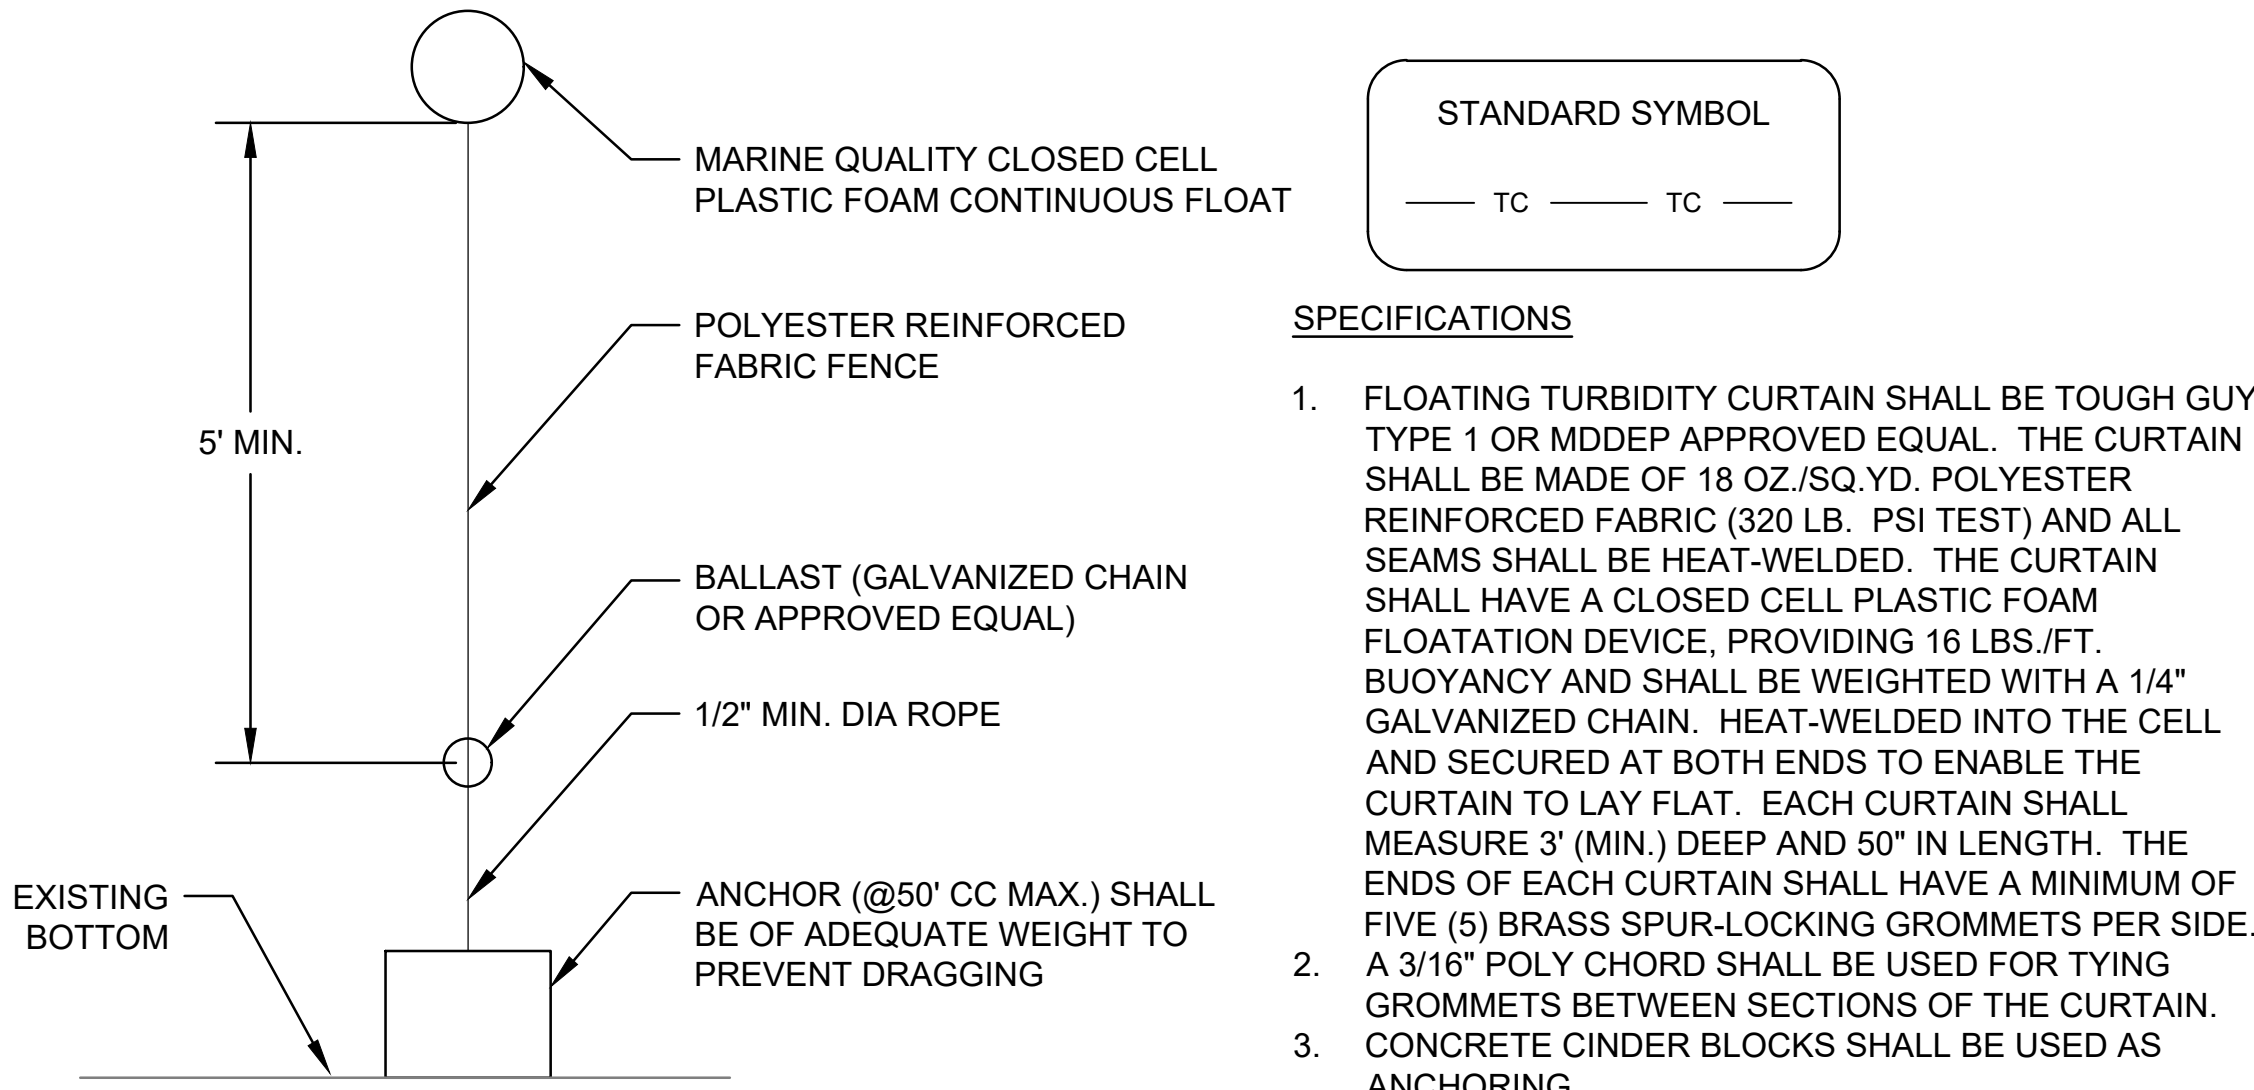 MARINE QUALITY CLOSED CELL
PLASTIC FOAM CONTINUOUS FLOAT
POLYESTER REINFORCED
FABRIC FENCE
5' MIN.
BALLAST (GALVANIZED CHAIN
OR APPROVED EQUAL)
1/2" MIN. DIA ROPE
EXISTING
BOTTOM
ANCHOR (@50' CC MAX.) SHALL
BE OF ADEQUATE WEIGHT TO
PREVENT DRAGGING
STANDARD SYMBOL
TC TC
SPECIFICATIONS
1. FLOATING TURBIDITY CURTAIN SHALL BE TOUGH GUY
TYPE 1 OR MDDEP APPROVED EQUAL. THE CURTAIN
SHALL BE MADE OF 18 OZ./SQ.YD. POLYESTER
REINFORCED FABRIC (320 LB. PSI TEST) AND ALL
SEAMS SHALL BE HEAT-WELDED. THE CURTAIN
SHALL HAVE A CLOSED CELL PLASTIC FOAM
FLOATATION DEVICE, PROVIDING 16 LBS./FT.
BUOYANCY AND SHALL BE WEIGHTED WITH A 1/4"
GALVANIZED CHAIN. HEAT-WELDED INTO THE CELL
AND SECURED AT BOTH ENDS TO ENABLE THE
CURTAIN TO LAY FLAT. EACH CURTAIN SHALL
MEASURE 3' (MIN.) DEEP AND 50" IN LENGTH. THE
ENDS OF EACH CURTAIN SHALL HAVE A MINIMUM OF
FIVE (5) BRASS SPUR-LOCKING GROMMETS PER SIDE.
2. A 3/16" POLY CHORD SHALL BE USED FOR TYING
GROMMETS BETWEEN SECTIONS OF THE CURTAIN.
3. CONCRETE CINDER BLOCKS SHALL BE USED AS
ANCHORING